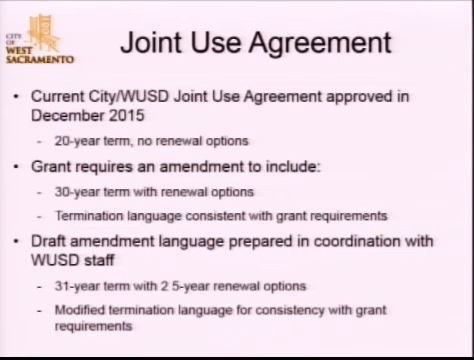 CITY
OF
WEST
SACRAMENTO
Joint Use Agreement
• Current City/WUSD Joint Use Agreement approved in
December 2015
- 20-year term, no renewal options
• Grant requires an amendment to include:
- 30-year term with renewal options
- Termination language consistent with grant requirements
• Draft amendment language prepared in coordination with
WUSD staff
- 31-year term with 2 5-year renewal options
- Modified termination language for consistency with grant
requirements